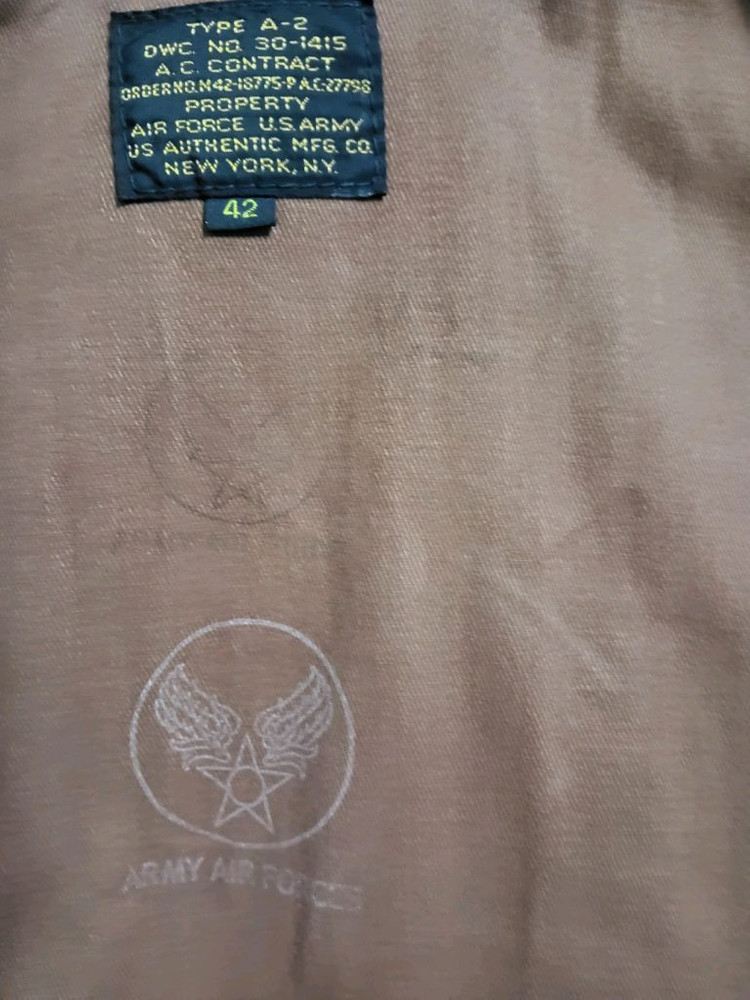 TYPE A-2
DWG. NO. 30-1415
A.C. CONTRACT
ORDER NO.N42-18775-P A.C.27798
PROPERTY
AIR FORCE U.S.ARMY
US AUTHENTIC MFG. CO.
NEW YORK, N.Y.
42
ARMY AIR FORCES